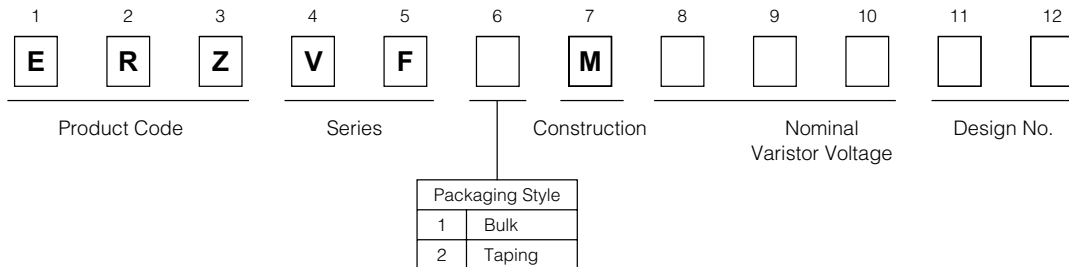 1 2 3 4 5 6 7 8 9 10 11 12
E R Z V F M
Product Code Series Construction Nominal Varistor Voltage Design No.
Packaging Style
1 Bulk
2 Taping